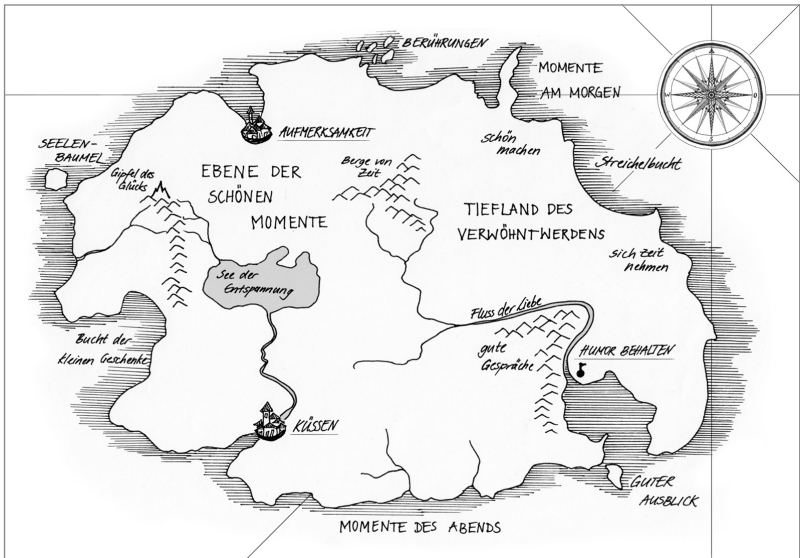 BERÜHRUNGEN
MOMENTE
AM MORGEN
AUFMERKSAMKEIT
schön
machen
SEELEN-
BAUMEL
Gipfel des
Glücks
EBENE DER
SCHÖNEN
MOMENTE
Berge von
Zeit
Streichelbucht
TIEFLAND DES
VERWÖHNTWERDENS
sich Zeit
nehmen
See der
Entspannung
Fluss der Liebe
Bucht der
kleinen Geschenke
gute
Gespräche
HUMOR BEHALTEN
KÜSSEN
GUTER
AUSBLICK
MOMENTE DES ABENDS